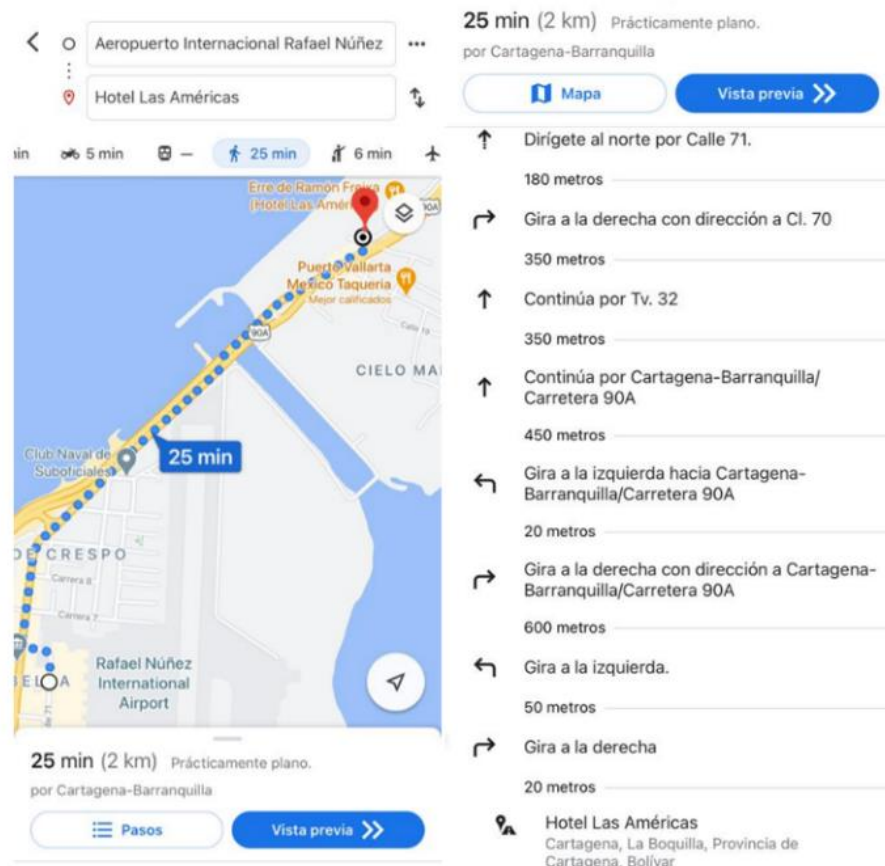 Aeropuerto Internacional Rafael Núñez
Hotel Las Américas
5 min
—
25 min
6 min
Erre de Ramón Freixa
(Hotel Las Amér
90A
Puerto Vallarta
Mexico Taqueria
Mejor calificados
Calle 10
90A
CIELO MA
Club Naval de
Suboficiales
25 min
DE CRESPO
Carrera 8
Carrera 7
Rafael Núñez
International
Airport
25 min (2 km) Prácticamente plano.
por Cartagena-Barranquilla
Pasos
Vista previa
25 min (2 km) Prácticamente plano.
por Cartagena-Barranquilla
Mapa
Vista previa
Dirígete al norte por Calle 71.
180 metros
Gira a la derecha con dirección a Cl. 70
350 metros
Continúa por Tv. 32
350 metros
Continúa por Cartagena-Barranquilla/
Carretera 90A
450 metros
Gira a la izquierda hacia Cartagena-
Barranquilla/Carretera 90A
20 metros
Gira a la derecha con dirección a Cartagena-
Barranquilla/Carretera 90A
600 metros
Gira a la izquierda.
50 metros
Gira a la derecha
20 metros
Hotel Las Américas
Cartagena, La Boquilla, Provincia de
Cartagena, Bolívar